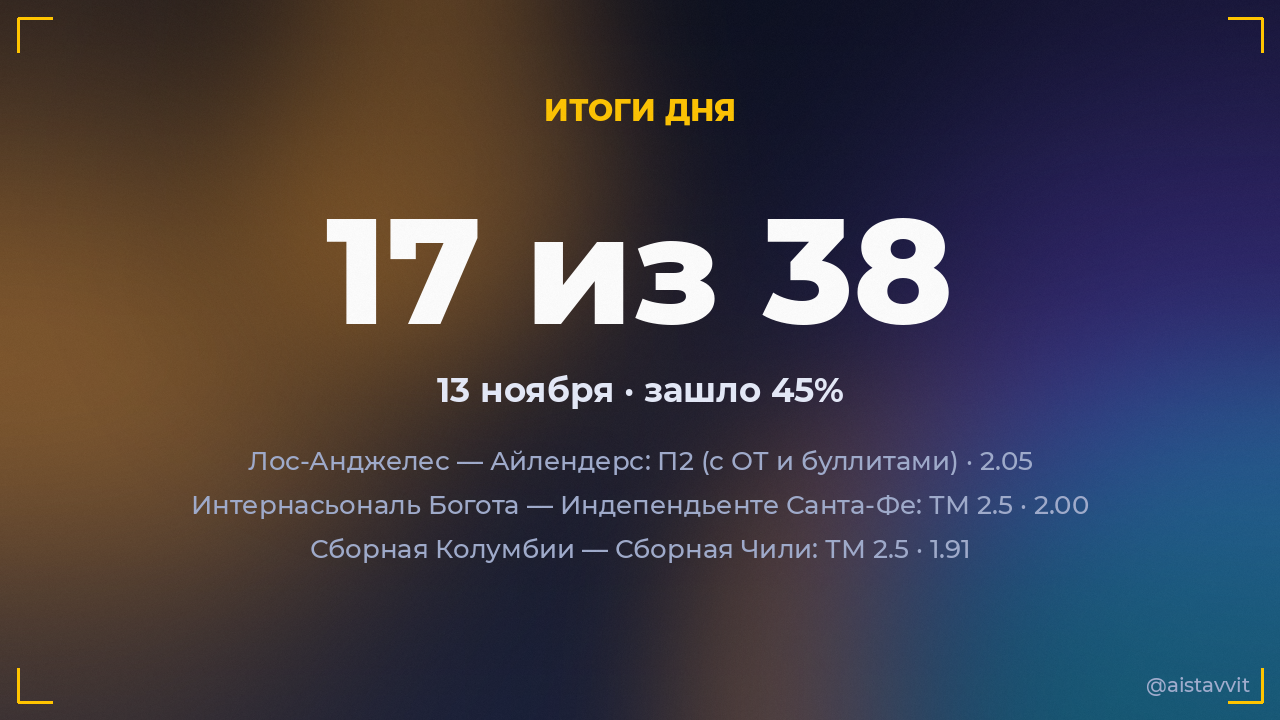 ИТОГИ ДНЯ
17 из 38
13 ноября · зашло 45%
Лос-Анджелес — Айлендерс: П2 (с ОТ и буллитами) · 2.05
Интернасьональ Богота — Индепендьенте Санта-Фе: ТМ 2.5 · 2.00
Сборная Колумбии — Сборная Чили: ТМ 2.5 · 1.91
@aistavvit